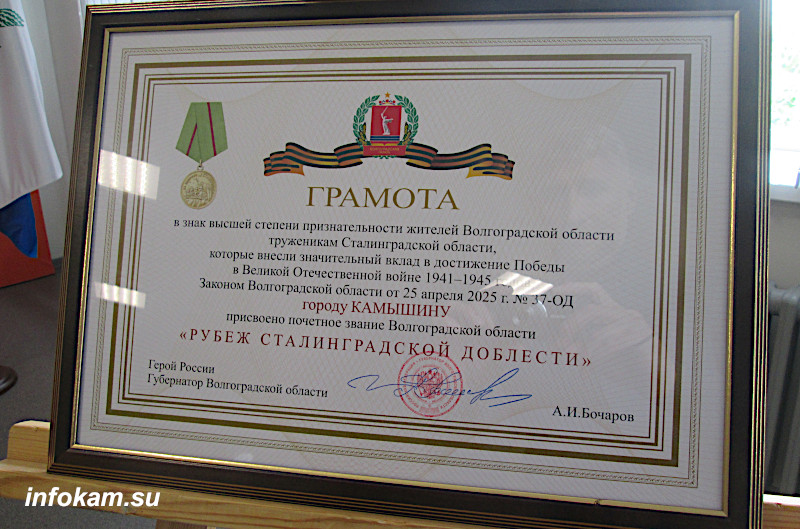 ГРАМОТА
в знак высшей степени признательности жителей Волгоградской области
труженикам Сталинградской области,
которые внесли значительный вклад в достижение Победы
в Великой Отечественной войне 1941–1945
Законом Волгоградской области от 25 апреля 2025 г. № 37-ОД
городу КАМЫШИНУ
присвоено почетное звание Волгоградской области
«РУБЕЖ СТАЛИНГРАДСКОЙ ДОБЛЕСТИ»
Герой России
Губернатор Волгоградской области
А.И.Бочаров
infokam.su